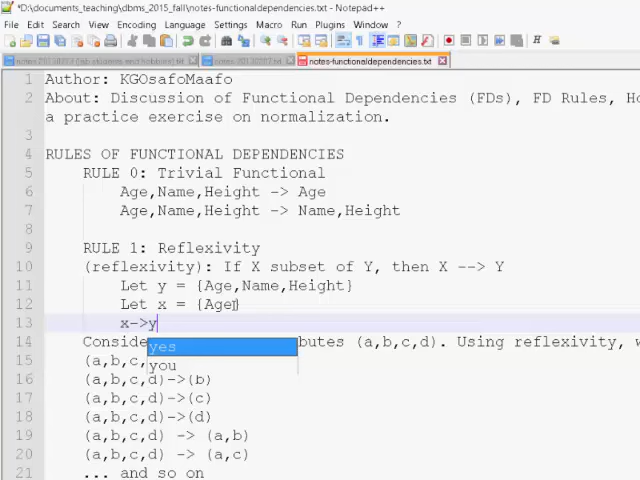 *D:\documents_teaching\dbms_2015_fall\notes-functionaldependencies.txt - Notepad++
File Edit Search View Encoding Language Settings Macro Run Plugins Window ?
notes-functionaldependencies.txt
1 Author: KGOsafoMaafo
2 About: Discussion of Functional Dependencies (FDs), FD Rules, Ho
a practice exercise on normalization.
3
4 RULES OF FUNCTIONAL DEPENDENCIES
5 RULE 0: Trivial Functional
6 Age,Name,Height -> Age
7 Age,Name,Height -> Name,Height
8
9 RULE 1: Reflexivity
10 (reflexivity): If X subset of Y, then X --> Y
11 Let y = {Age,Name,Height}
12 Let x = {Age}
13 x->y
yes
you
14 Conside butes (a,b,c,d). Using reflexivity, w
15 (a,b,c,
16 (a,b,c,d)->(b)
17 (a,b,c,d)->(c)
18 (a,b,c,d)->(d)
19 (a,b,c,d) -> (a,b)
20 (a,b,c,d) -> (a,c)
21 ... and so on